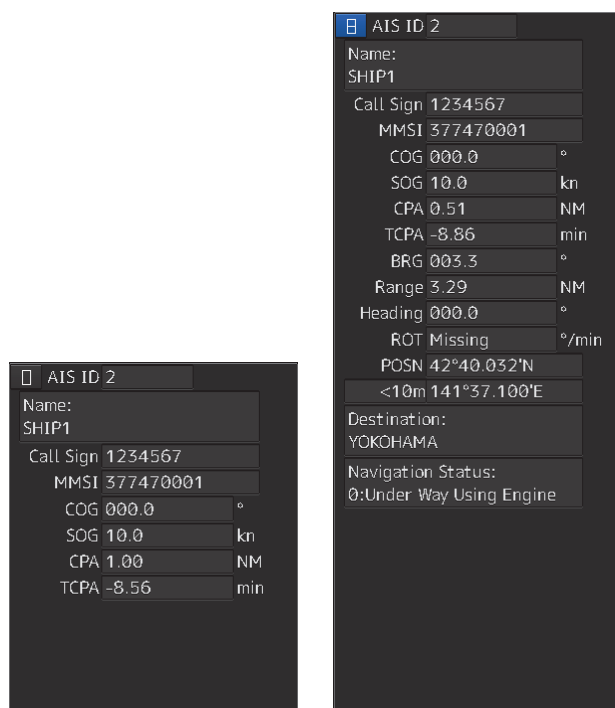 AIS ID 2
Name:
SHIP1
Call Sign 1234567
MMSI 377470001
COG 000.0 °
SOG 10.0 kn
CPA 1.00 NM
TCPA -8.56 min
AIS ID 2
Name:
SHIP1
Call Sign 1234567
MMSI 377470001
COG 000.0 °
SOG 10.0 kn
CPA 0.51 NM
TCPA -8.86 min
BRG 003.3 °
Range 3.29 NM
Heading 000.0 °
ROT Missing °/min
POSN 42°40.032'N
<10m 141°37.100'E
Destination:
YOKOHAMA
Navigation Status:
0:Under Way Using Engine